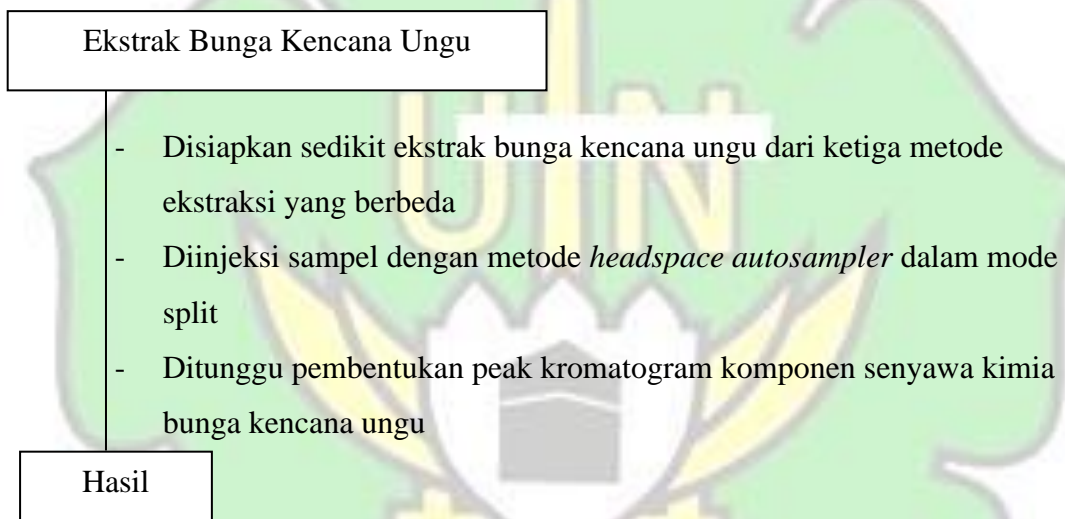 Ekstrak Bunga Kencana Ungu
UIN
- Disiapkan sedikit ekstrak bunga kencana ungu dari ketiga metode
ekstraksi yang berbeda
- Diinjeksi sampel dengan metode headspace autosampler dalam mode
split
- Ditunggu pembentukan peak kromatogram komponen senyawa kimia
bunga kencana ungu
Hasil